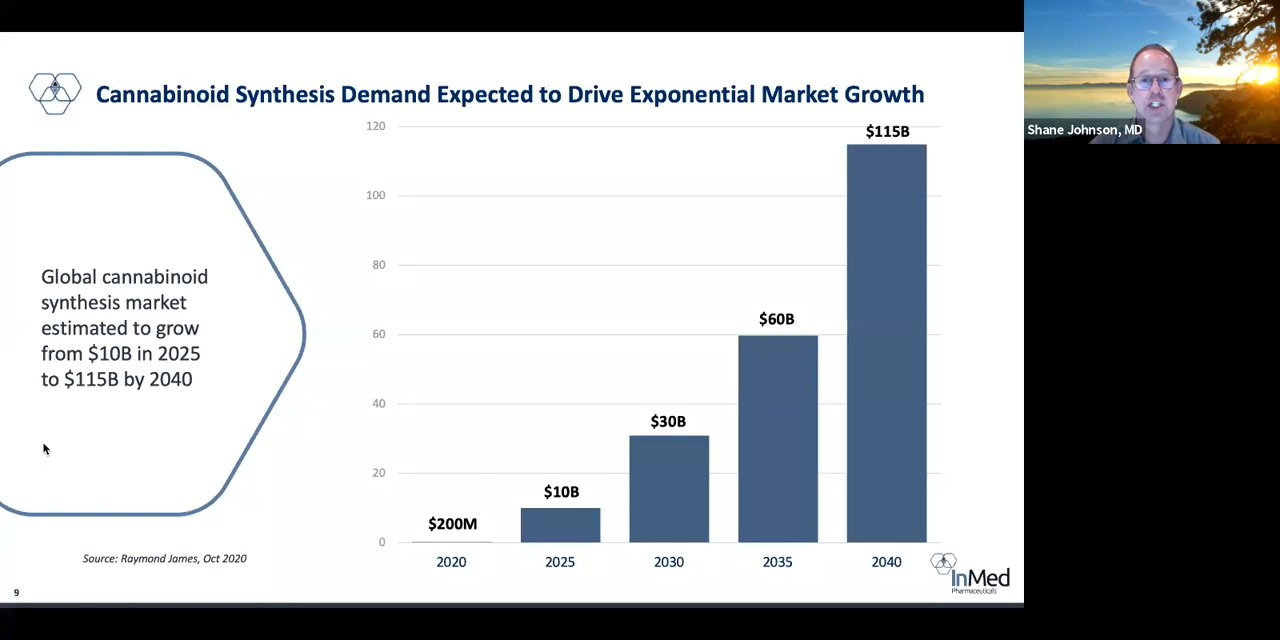 Cannabinoid Synthesis Demand Expected to Drive Exponential Market Growth
Shane Johnson, MD
Global cannabinoid
synthesis market
estimated to grow
from $10B in 2025
to $115B by 2040
120
100
80
60
40
20
0
$200M
$10B
$30B
$60B
$115B
2020
2025
2030
2035
2040
Source: Raymond James, Oct 2020
InMed
Pharmaceuticals
9